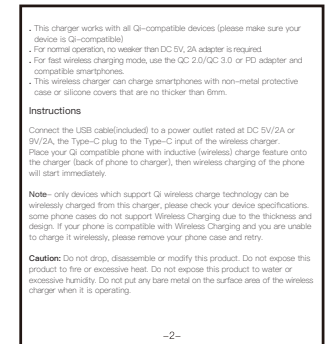 . This charger works with all Qi-compatible devices (please make sure your
device is Qi-compatible)
. For normal operation, no weaker than DC 5V, 2A adapter is required.
. For fast wireless charging mode, use the QC 2.0/QC 3.0 or PD adapter and
compatible smartphones.
. This wireless charger can charge smartphones with non-metal protective
case or silicone covers that are no thicker than 6mm.
Instructions
Connect the USB cable(included) to a power outlet rated at DC 5V/2A or
9V/2A, the Type-C plug to the Type-C input of the wireless charger.
Place your Qi compatible phone with inductive (wireless) charge feature onto
the charger (back of phone to charger), then wireless charging of the phone
will start immediately.
Note- only devices which support Qi wireless charge technology can be
wirelessly charged from this charger, please check your device specifications.
some phone cases do not support Wireless Charging due to the thickness and
design. If your phone is compatible with Wireless Charging and you are unable
to charge it wirelessly, please remove your phone case and retry.
Caution: Do not drop, disassemble or modify this product. Do not expose this
product to fire or excessive heat. Do not expose this product to water or
excessive humidity. Do not put any bare metal on the surface area of the wireless
charger when it is operating.
-2-